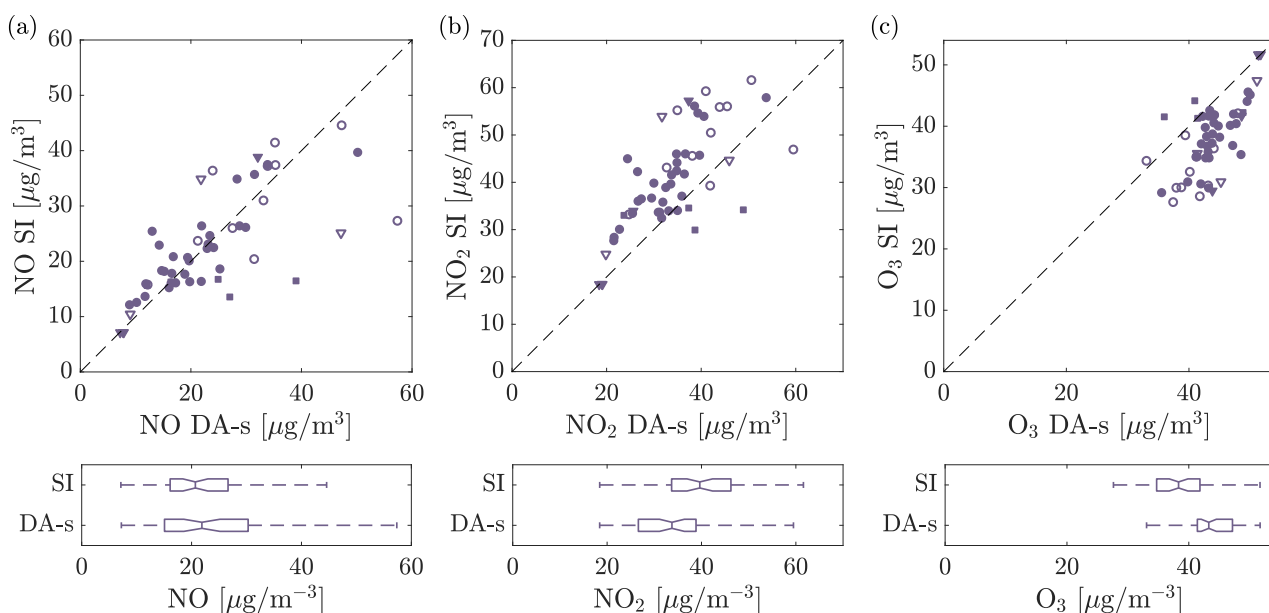 (a)
60
50
40
30
20
10
0
NO SI [μg/m³]
0 20 40 60
NO DA-s [μg/m³]
SI
DA-s
0 20 40 60
NO [μg/m⁻³]
(b)
70
60
50
40
30
20
10
0
NO₂ SI [μg/m³]
0 20 40 60
NO₂ DA-s [μg/m³]
SI
DA-s
0 20 40 60
NO₂ [μg/m⁻³]
(c)
50
40
30
20
10
0
O₃ SI [μg/m³]
0 20 40
O₃ DA-s [μg/m³]
SI
DA-s
0 20 40
O₃ [μg/m⁻³]